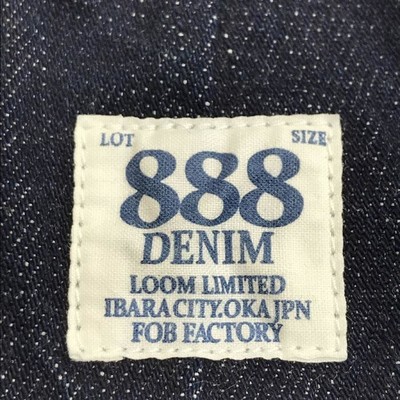 LOT SIZE
888
DENIM
LOOM LIMITED
IBARA CITY.OKA JPN
FOB FACTORY